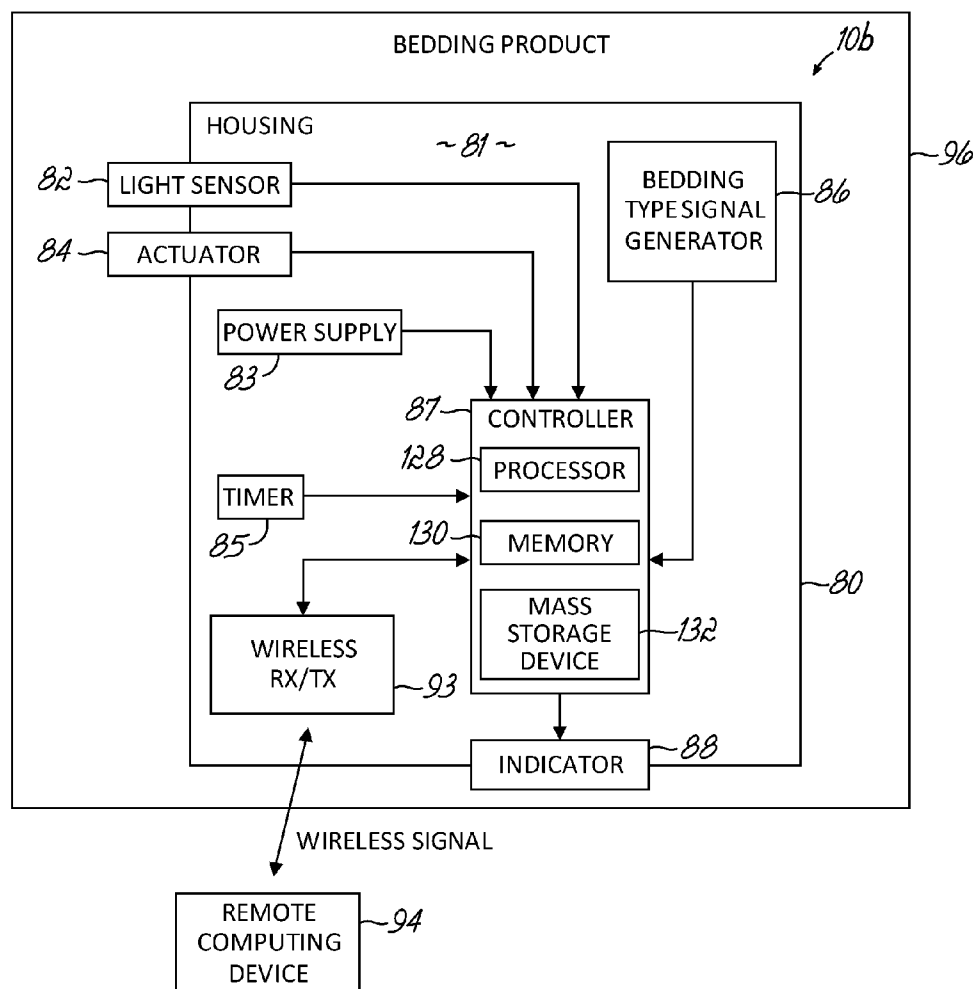 BEDDING PRODUCT
10b
HOUSING
~81~
96
82
LIGHT SENSOR
BEDDING
TYPE SIGNAL
GENERATOR
86
84
ACTUATOR
POWER SUPPLY
83
87
CONTROLLER
128
PROCESSOR
TIMER
85
130
MEMORY
80
MASS
STORAGE
DEVICE
132
WIRELESS
RX/TX
93
INDICATOR
88
WIRELESS SIGNAL
REMOTE
COMPUTING
DEVICE
94